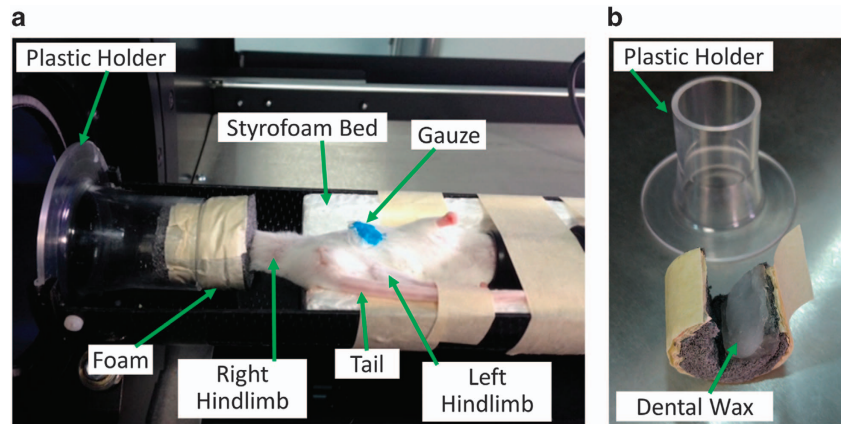 a
Plastic Holder
Styrofoam Bed
Gauze
Foam
Right
Hindlimb
Tail
Left
Hindlimb
b
Plastic Holder
Dental Wax